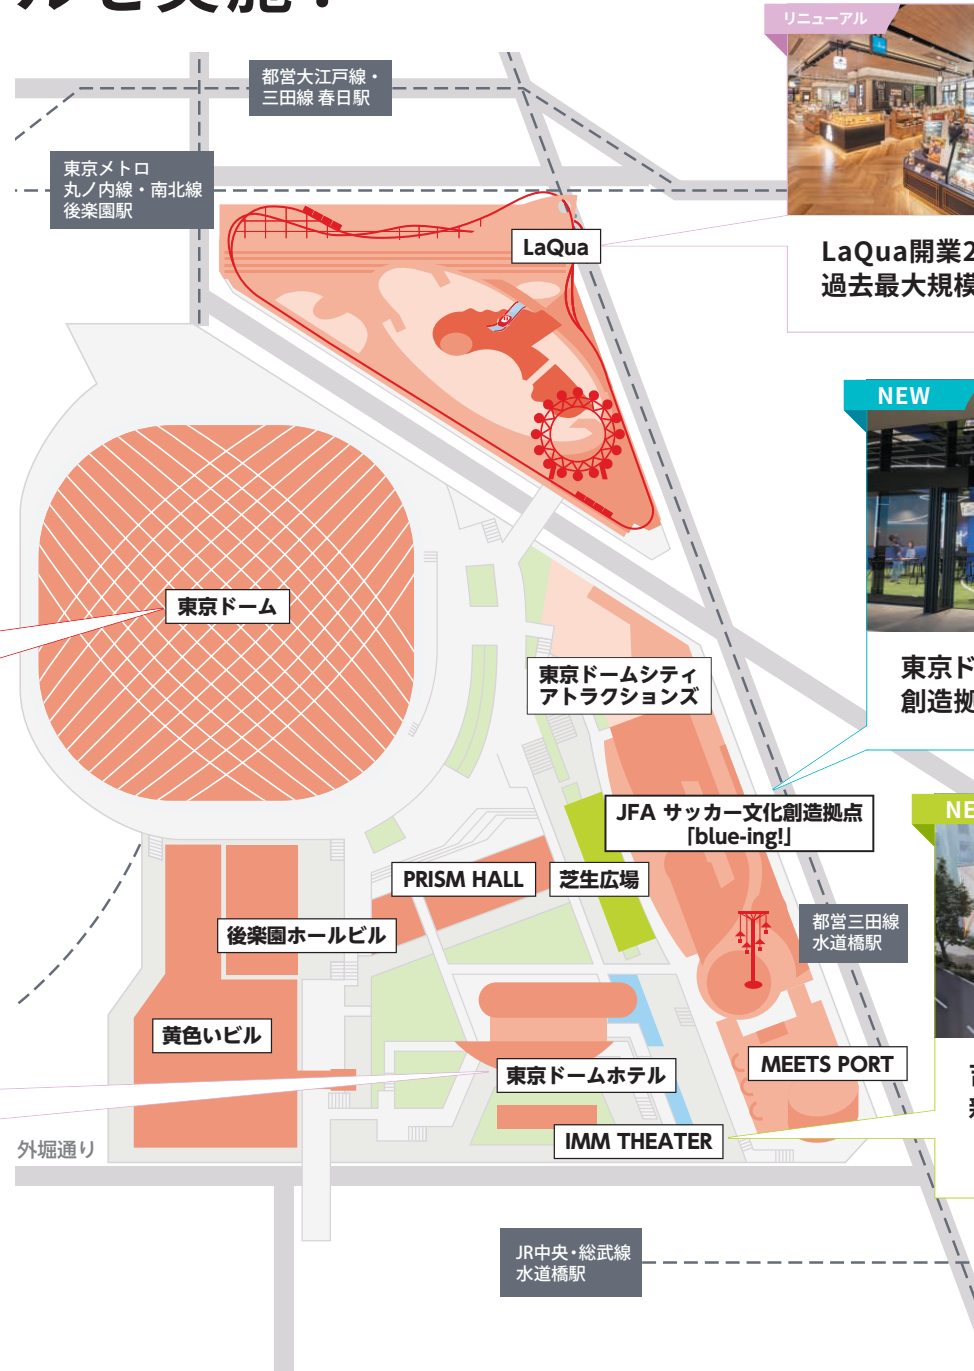 リニューアル
都営大江戸線・
三田線 春日駅
東京メトロ
丸ノ内線・南北線
後楽園駅
LaQua
LaQua開業2
過去最大規模
NEW
東京ドーム
東京ドームシティ
アトラクションズ
東京ド
創造拠
JFA サッカー文化創造拠点
「blue-ing!」
NE
PRISM HALL
芝生広場
後楽園ホールビル
都営三田線
水道橋駅
黄色いビル
MEETS PORT
東京ドームホテル
IMM THEATER
外堀通り
JR中央・総武線
水道橋駅